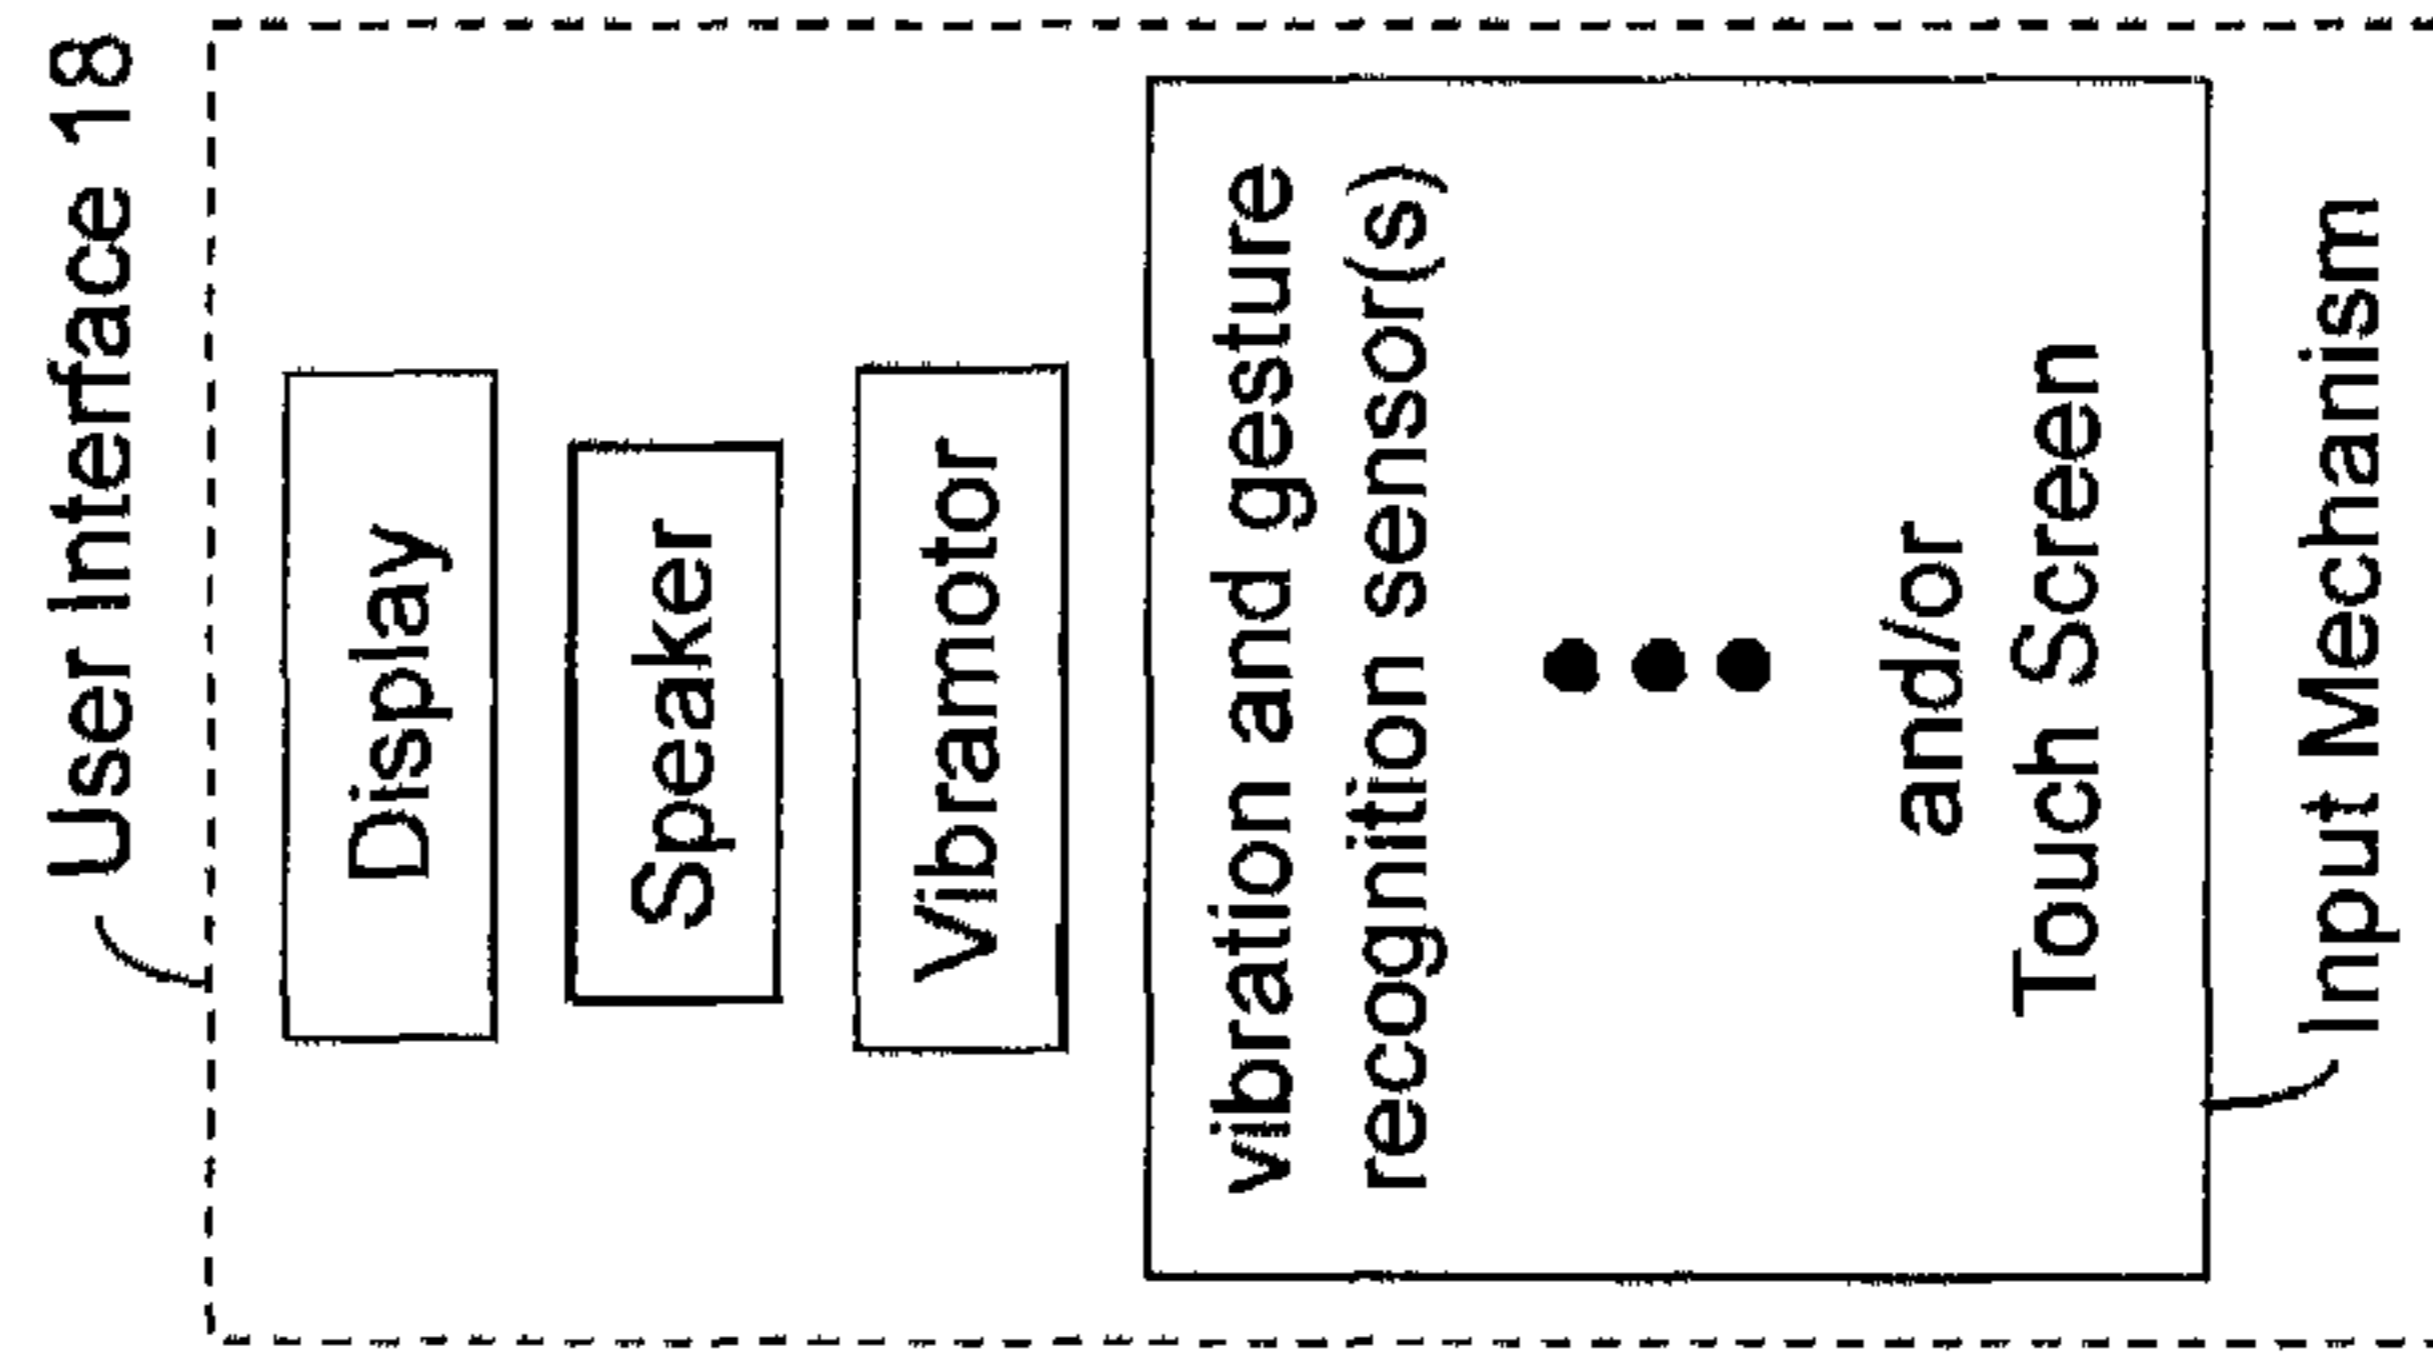 User Interface 18
Display
Speaker
Vibramotor
vibration and gesture
recognition sensor(s)
and/or
Touch Screen
Input Mechanism